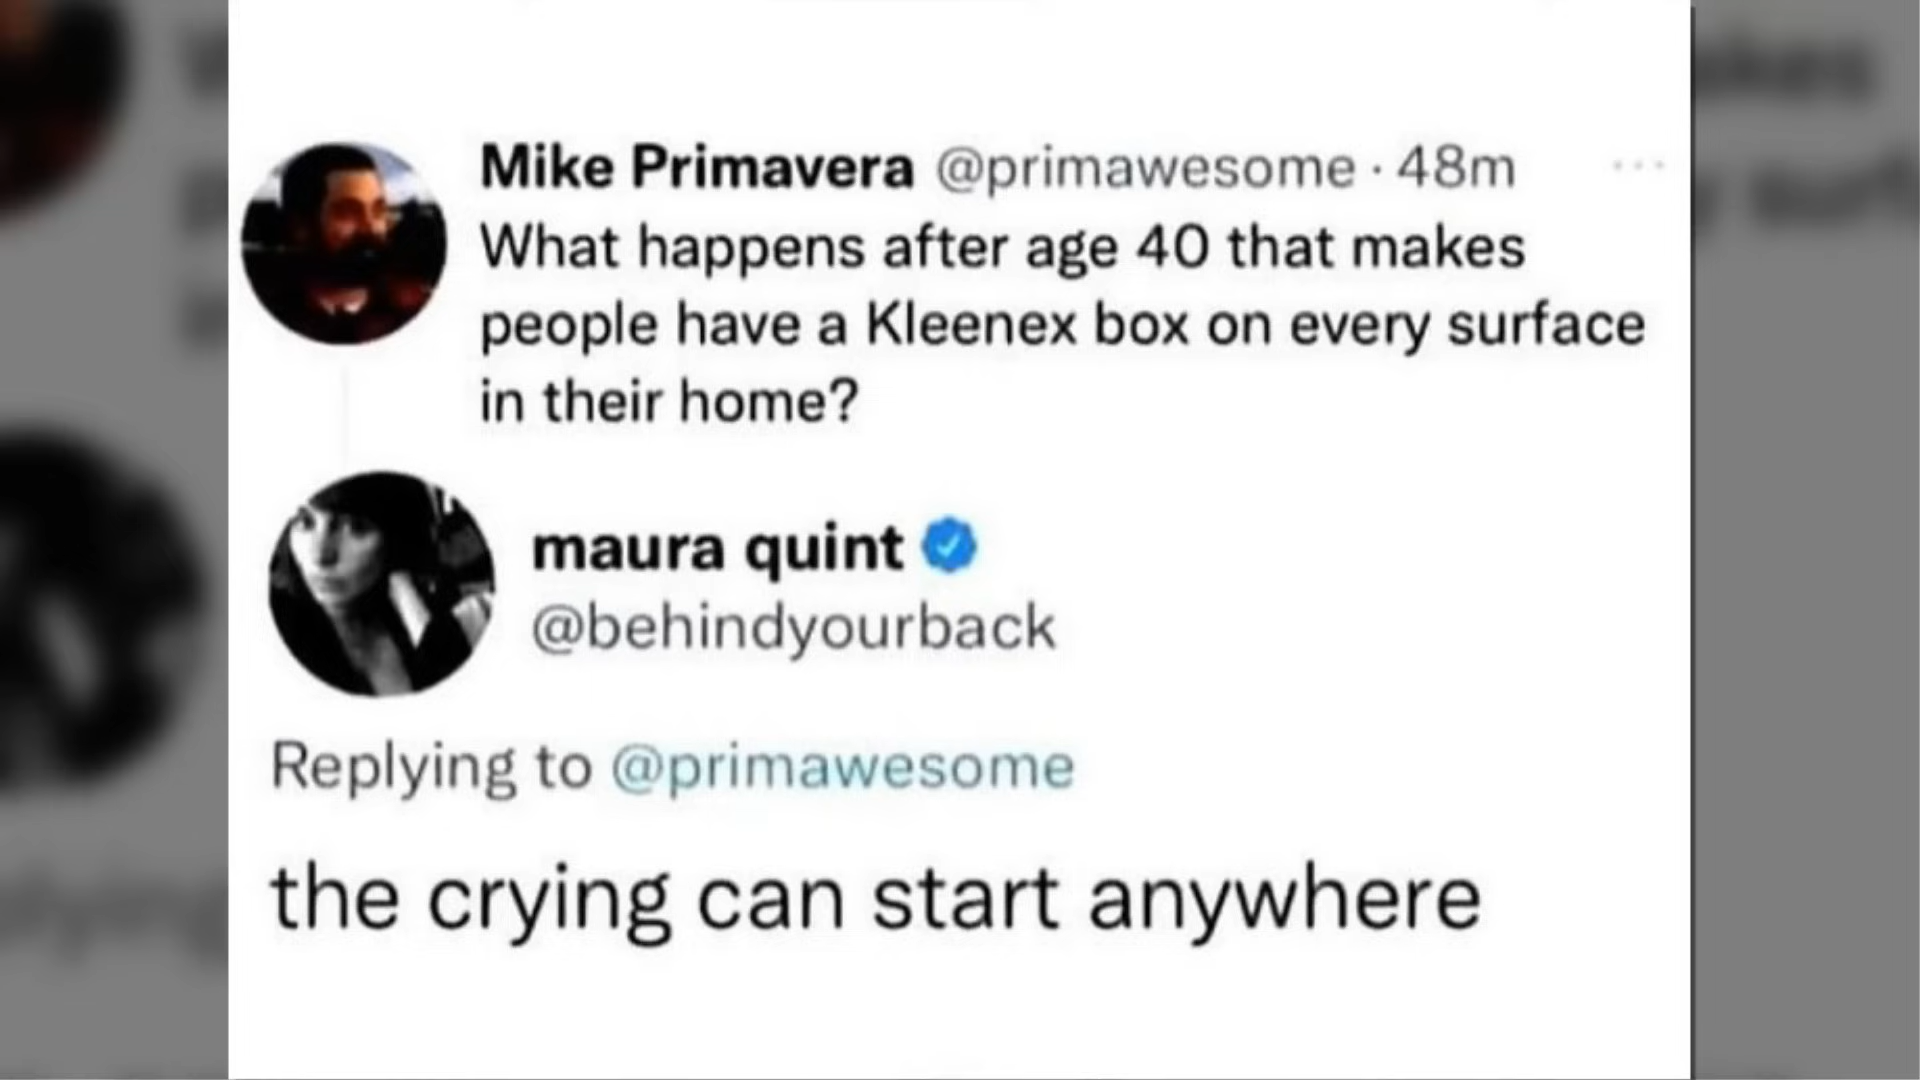 Mike Primavera @primawesome · 48m ...
What happens after age 40 that makes
people have a Kleenex box on every surface
in their home?
maura quint
@behindyourback
Replying to @primawesome
the crying can start anywhere